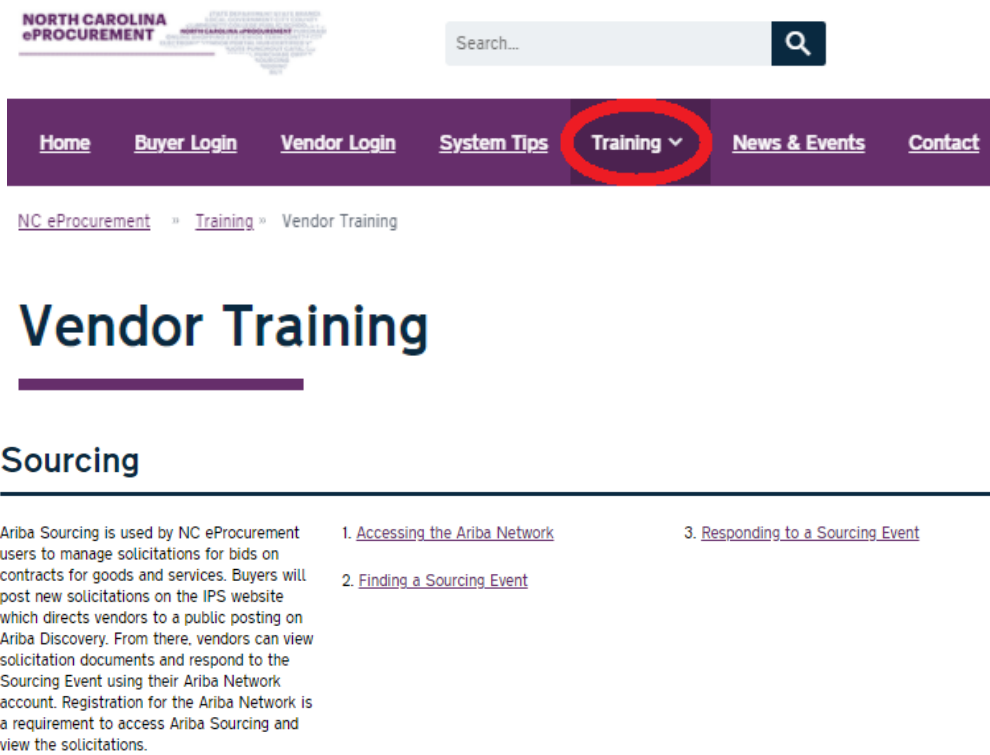 NORTH CAROLINA
ePROCUREMENT
NORTH CAROLINA ePROCUREMENT
Search...
Home Buyer Login Vendor Login System Tips Training News & Events Contact
NC eProcurement » Training » Vendor Training
Vendor Training
Sourcing
Ariba Sourcing is used by NC eProcurement
users to manage solicitations for bids on
contracts for goods and services. Buyers will
post new solicitations on the IPS website
which directs vendors to a public posting on
Ariba Discovery. From there, vendors can view
solicitation documents and respond to the
Sourcing Event using their Ariba Network
account. Registration for the Ariba Network is
a requirement to access Ariba Sourcing and
view the solicitations.
1. Accessing the Ariba Network
2. Finding a Sourcing Event
3. Responding to a Sourcing Event